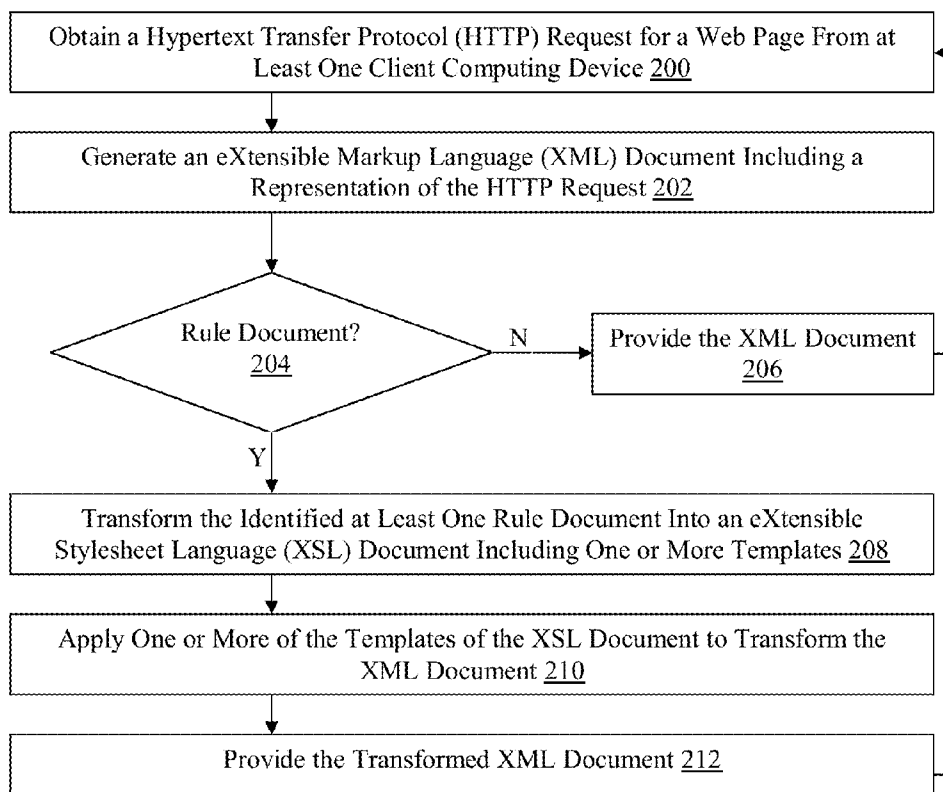 Obtain a Hypertext Transfer Protocol (HTTP) Request for a Web Page From at
Least One Client Computing Device 200
Generate an eXtensible Markup Language (XML) Document Including a
Representation of the HTTP Request 202
Rule Document?
204
N
Provide the XML Document
206
Y
Transform the Identified at Least One Rule Document Into an eXtensible
Stylesheet Language (XSL) Document Including One or More Templates 208
Apply One or More of the Templates of the XSL Document to Transform the
XML Document 210
Provide the Transformed XML Document 212